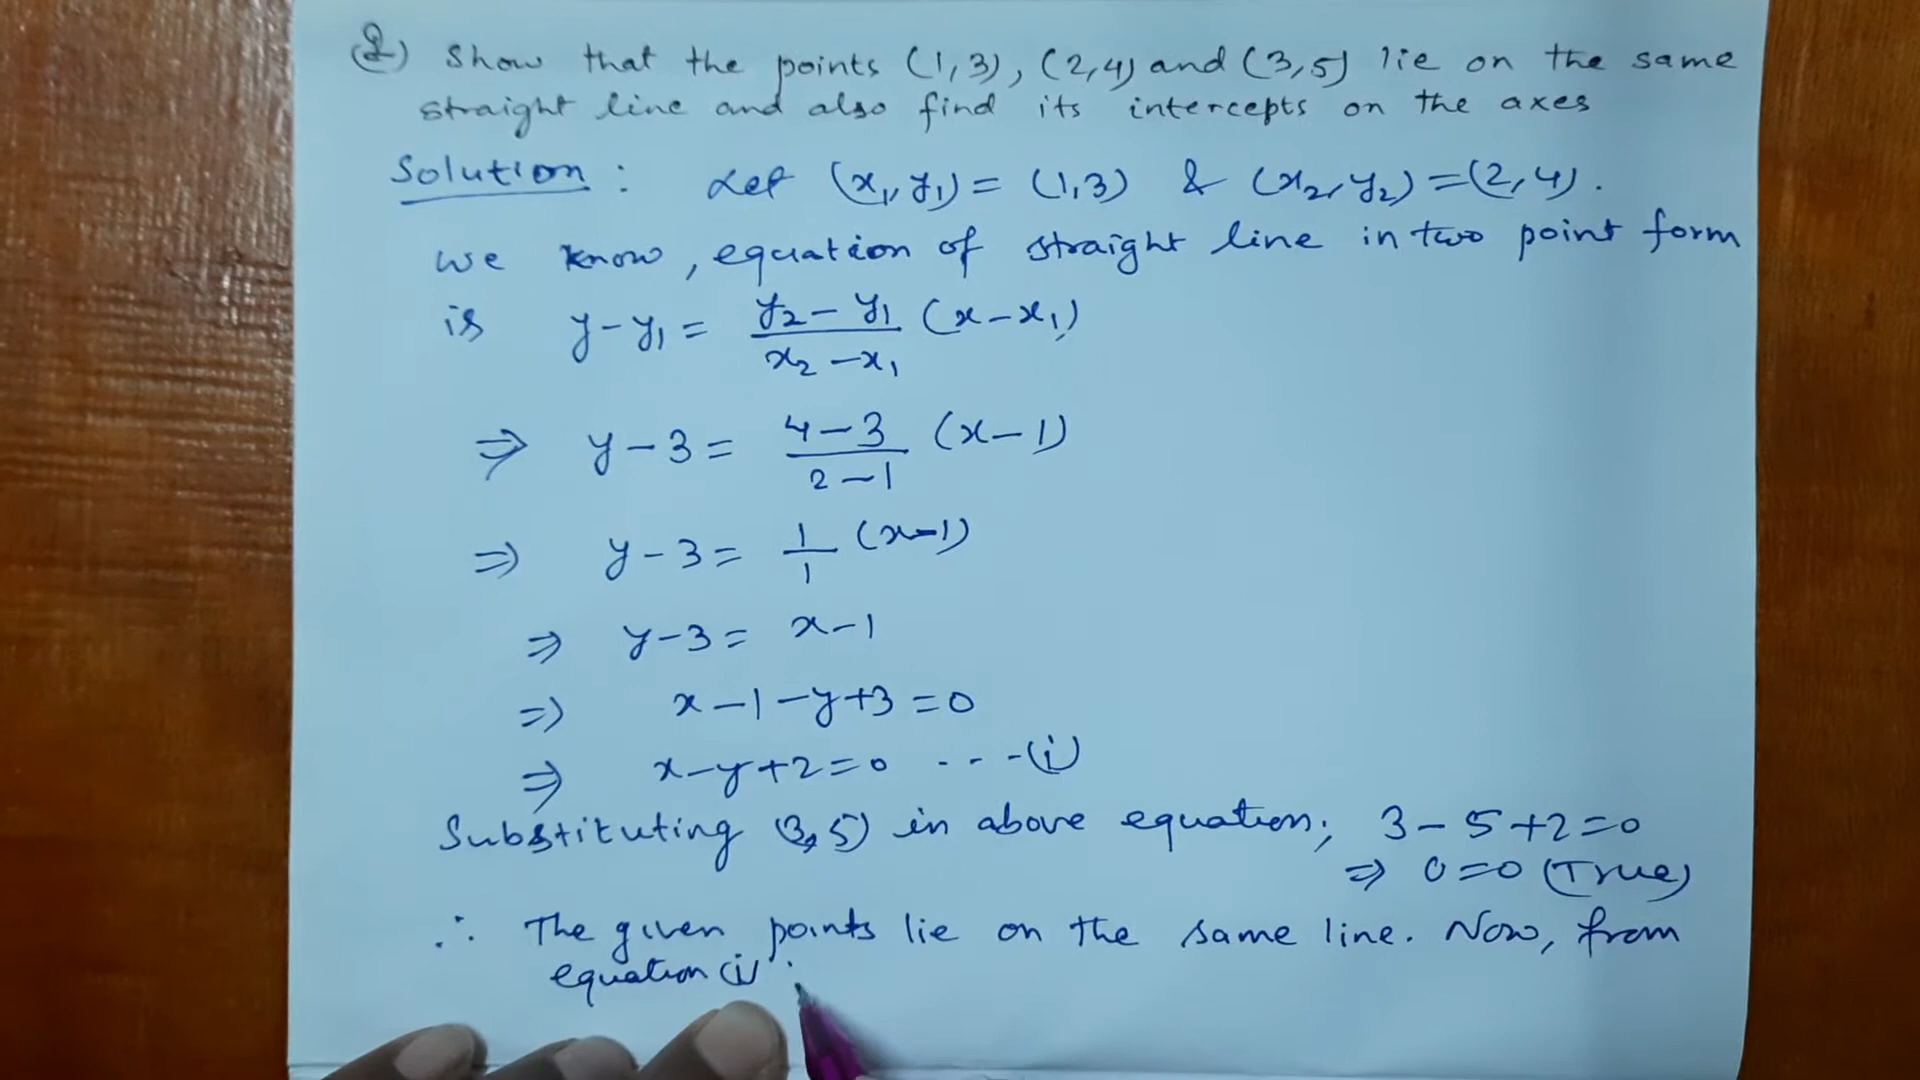 Q) Show that the points (1,3), (2,4) and (3,5) lie on the same
straight line and also find its intercepts on the axes
Solution : Let (x₁, y₁) = (1,3) & (x₂, y₂) = (2,4).
we know, equation of straight line in two point form
is y - y₁ = (y₂ - y₁)/(x₂ - x₁) (x - x₁)
⇒ y - 3 = (4 - 3)/(2 - 1) (x - 1)
⇒ y - 3 = 1/1 (x - 1)
⇒ y - 3 = x - 1
⇒ x - 1 - y + 3 = 0
⇒ x - y + 2 = 0 ... -(i)
Substituting (3,5) in above equation; 3 - 5 + 2 = 0
⇒ 0 = 0 (True)
∴ The given points lie on the same line. Now, from
equation (i) :